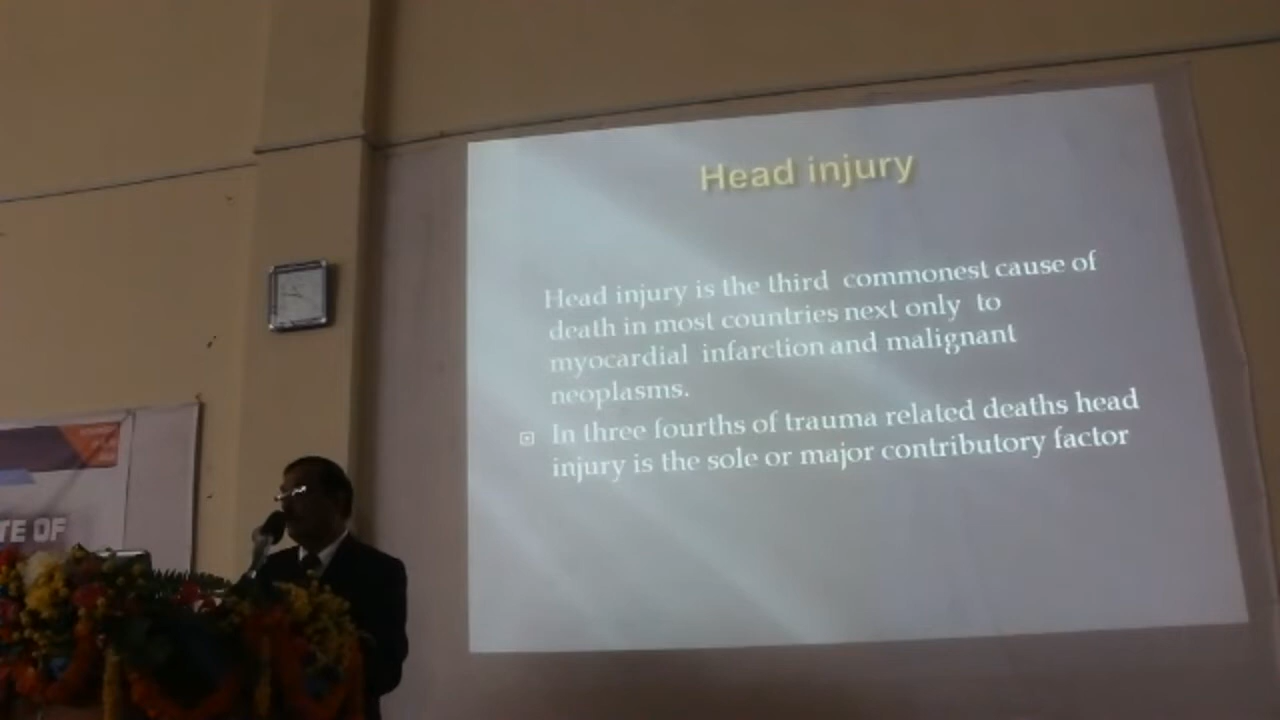 Head injury
Head injury is the third commonest cause of
death in most countries next only to
myocardial infarction and malignant
neoplasms.
In three fourths of trauma related deaths head
injury is the sole or major contributory factor
TE OF